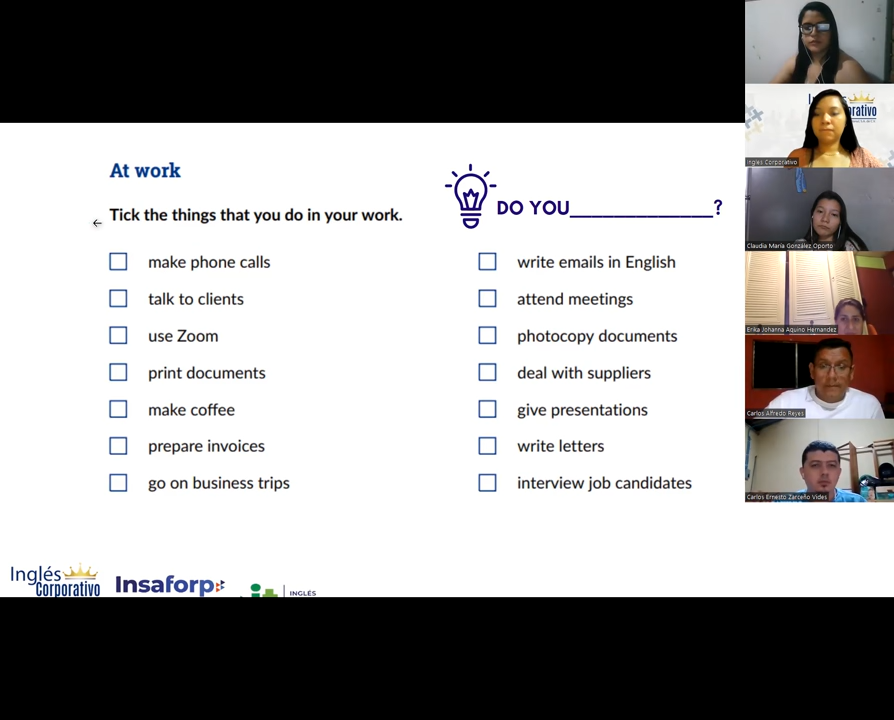 At work
Tick the things that you do in your work.
DO YOU_____________?
make phone calls
talk to clients
use Zoom
print documents
make coffee
prepare invoices
go on business trips
write emails in English
attend meetings
photocopy documents
deal with suppliers
give presentations
write letters
interview job candidates
Inglés
Corporativo
Insaforp
INGLÉS
Inglés Corporativo
Claudia María González Oporto
Erika Johanna Aquino Hernandez
Carlos Alfredo Reyes
Carlos Ernesto Zarceño Vides